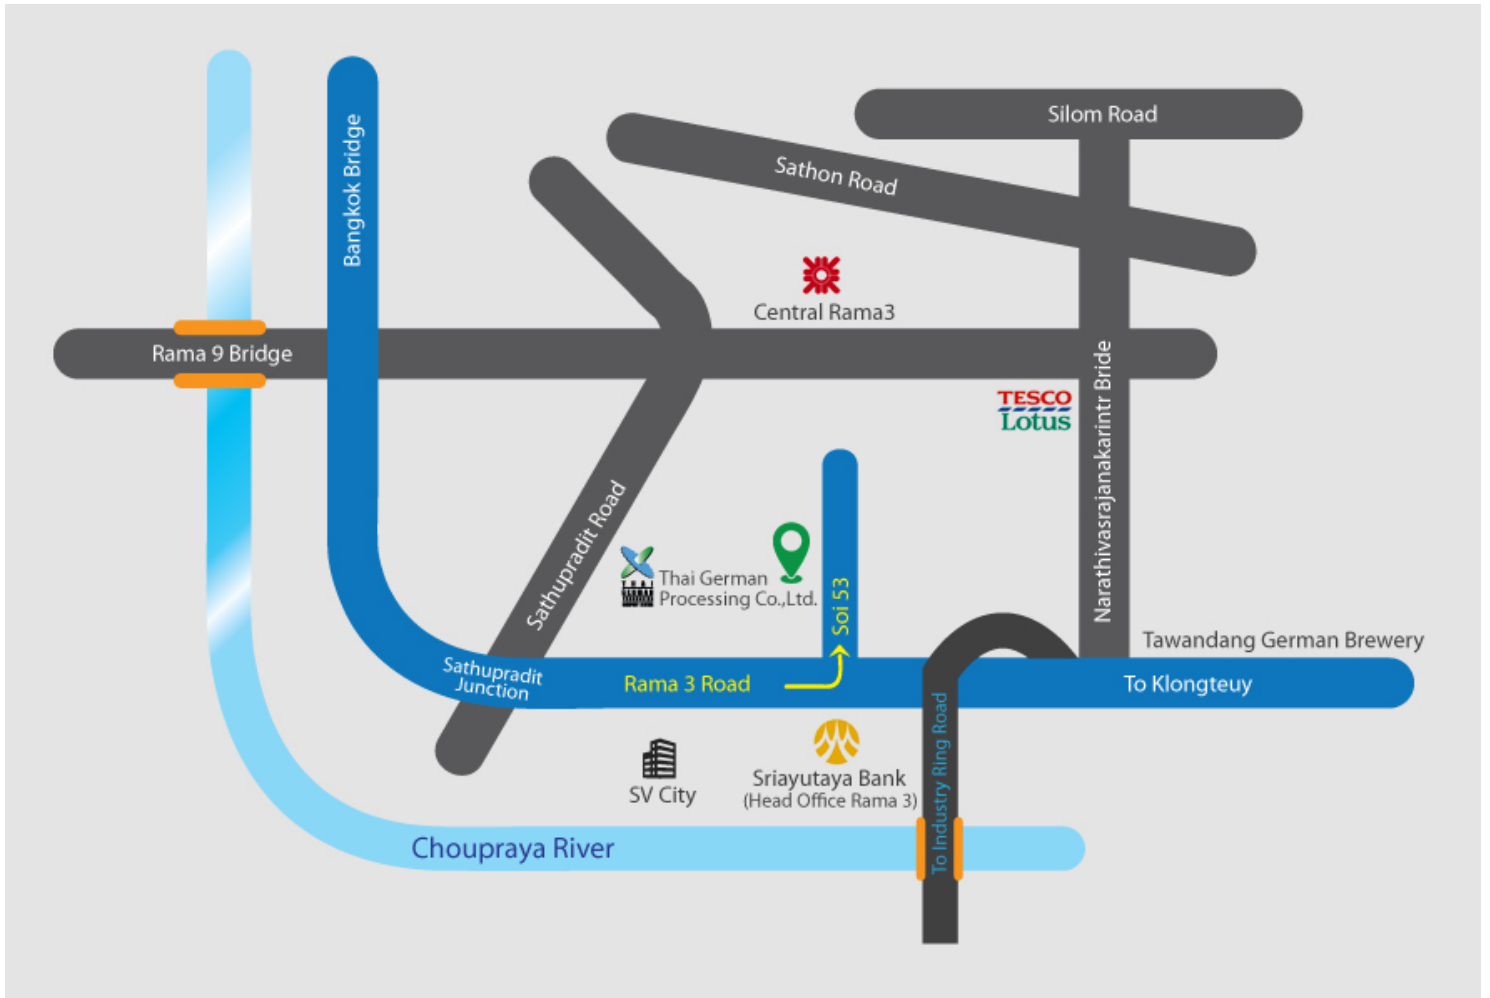 Silom Road
Bangkok Bridge
Sathon Road
Central Rama3
Rama 9 Bridge
Narathivasrajanakarintr Bride
TESCO
Lotus
Sathupradit Road
Thai German
Processing Co.,Ltd.
Soi 53
Tawandang German Brewery
Sathupradit
Junction
Rama 3 Road
To Klongteuy
To Industry Ring Road
SV City
Sriayutaya Bank
(Head Office Rama 3)
Choupraya River